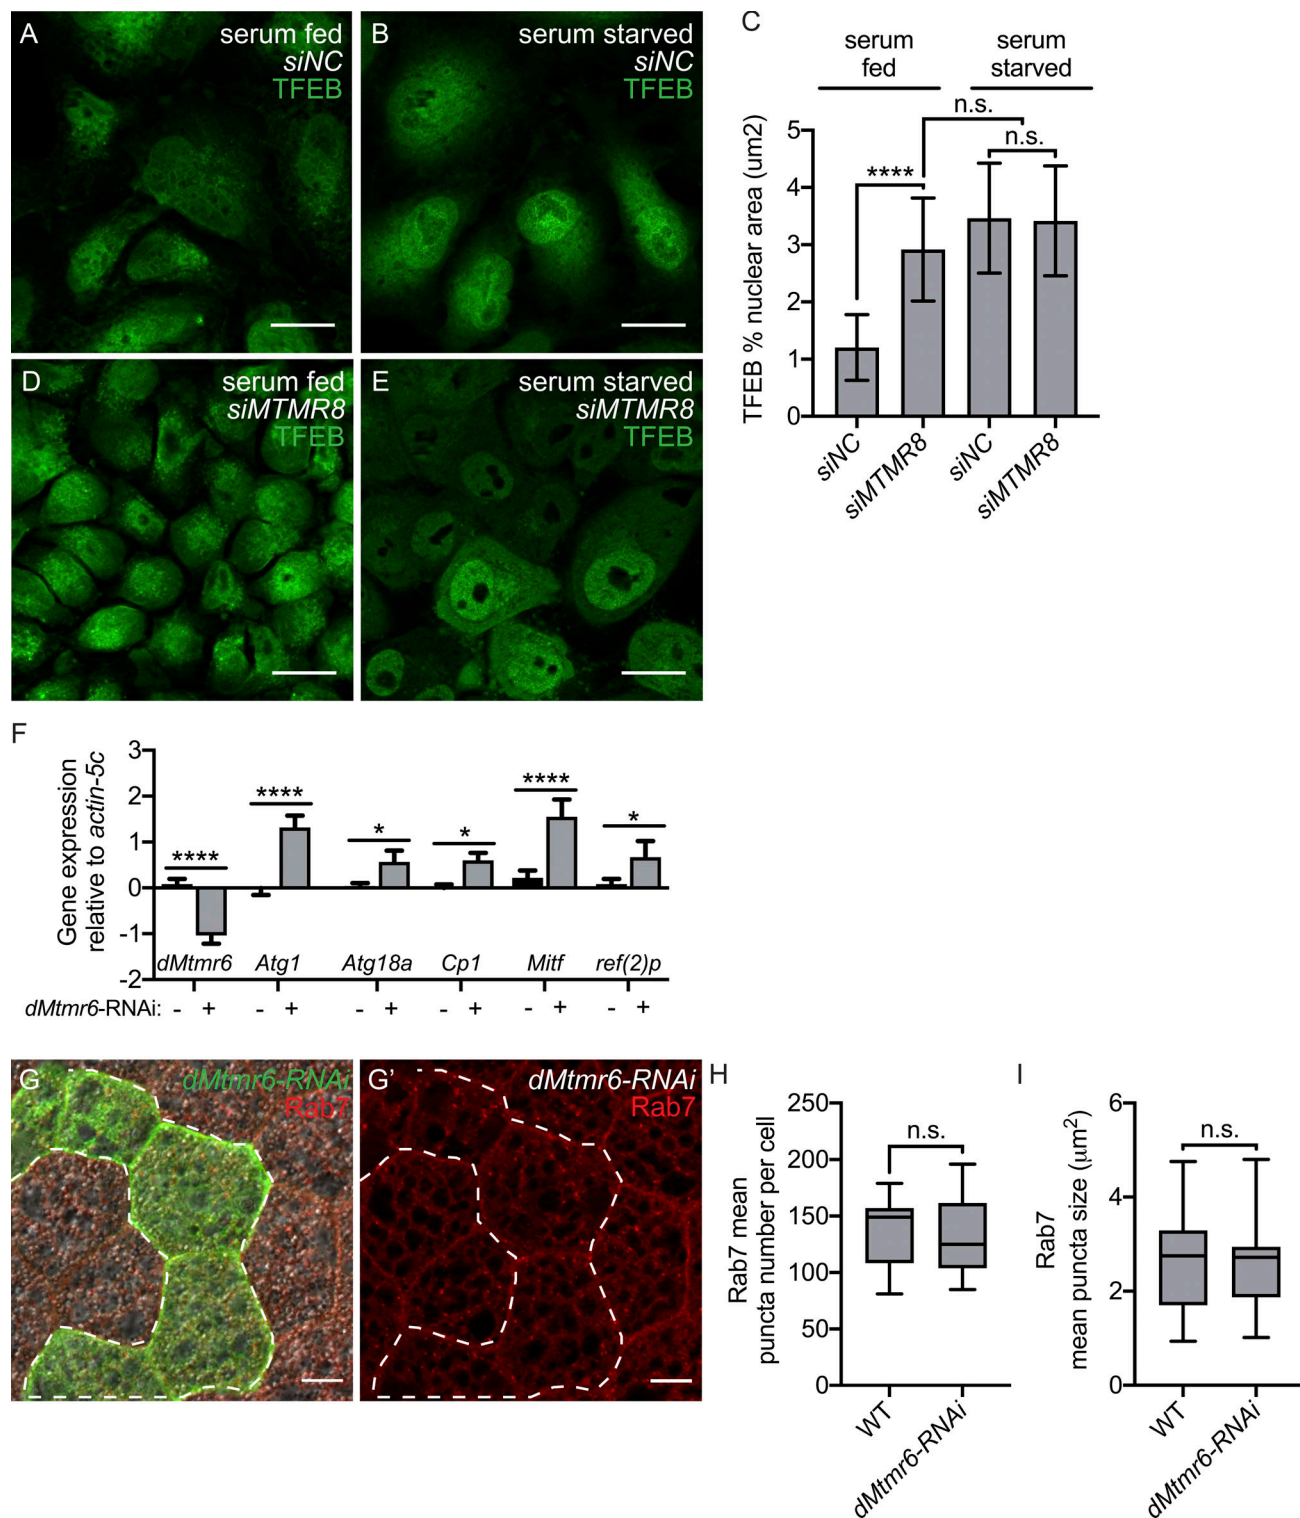 A
serum fed
siNC
TFEB
B
serum starved
siNC
TFEB
C
serum
fed
serum
starved
n.s.
n.s.
****
TFEB % nuclear area (um2)
5
4
3
2
1
0
siNC
siMTMR8
siNC
siMTMR8
D
serum fed
siMTMR8
TFEB
E
serum starved
siMTMR8
TFEB
F
Gene expression
relative to actin-5c
3
2
1
0
-1
-2
****
****
*
*
****
*
dMtmr6 Atg1 Atg18a Cp1 Mitf ref(2)p
dMtmr6-RNAi: - + - + - + - + - + - +
G
dMtmr6-RNAi
Rab7
G'
dMtmr6-RNAi
Rab7
H
Rab7 mean
puncta number per cell
250
200
150
100
50
0
n.s.
WT
dMtmr6-RNAi
I
Rab7
mean puncta size (μm²)
6
4
2
0
n.s.
WT
dMtmr6-RNAi